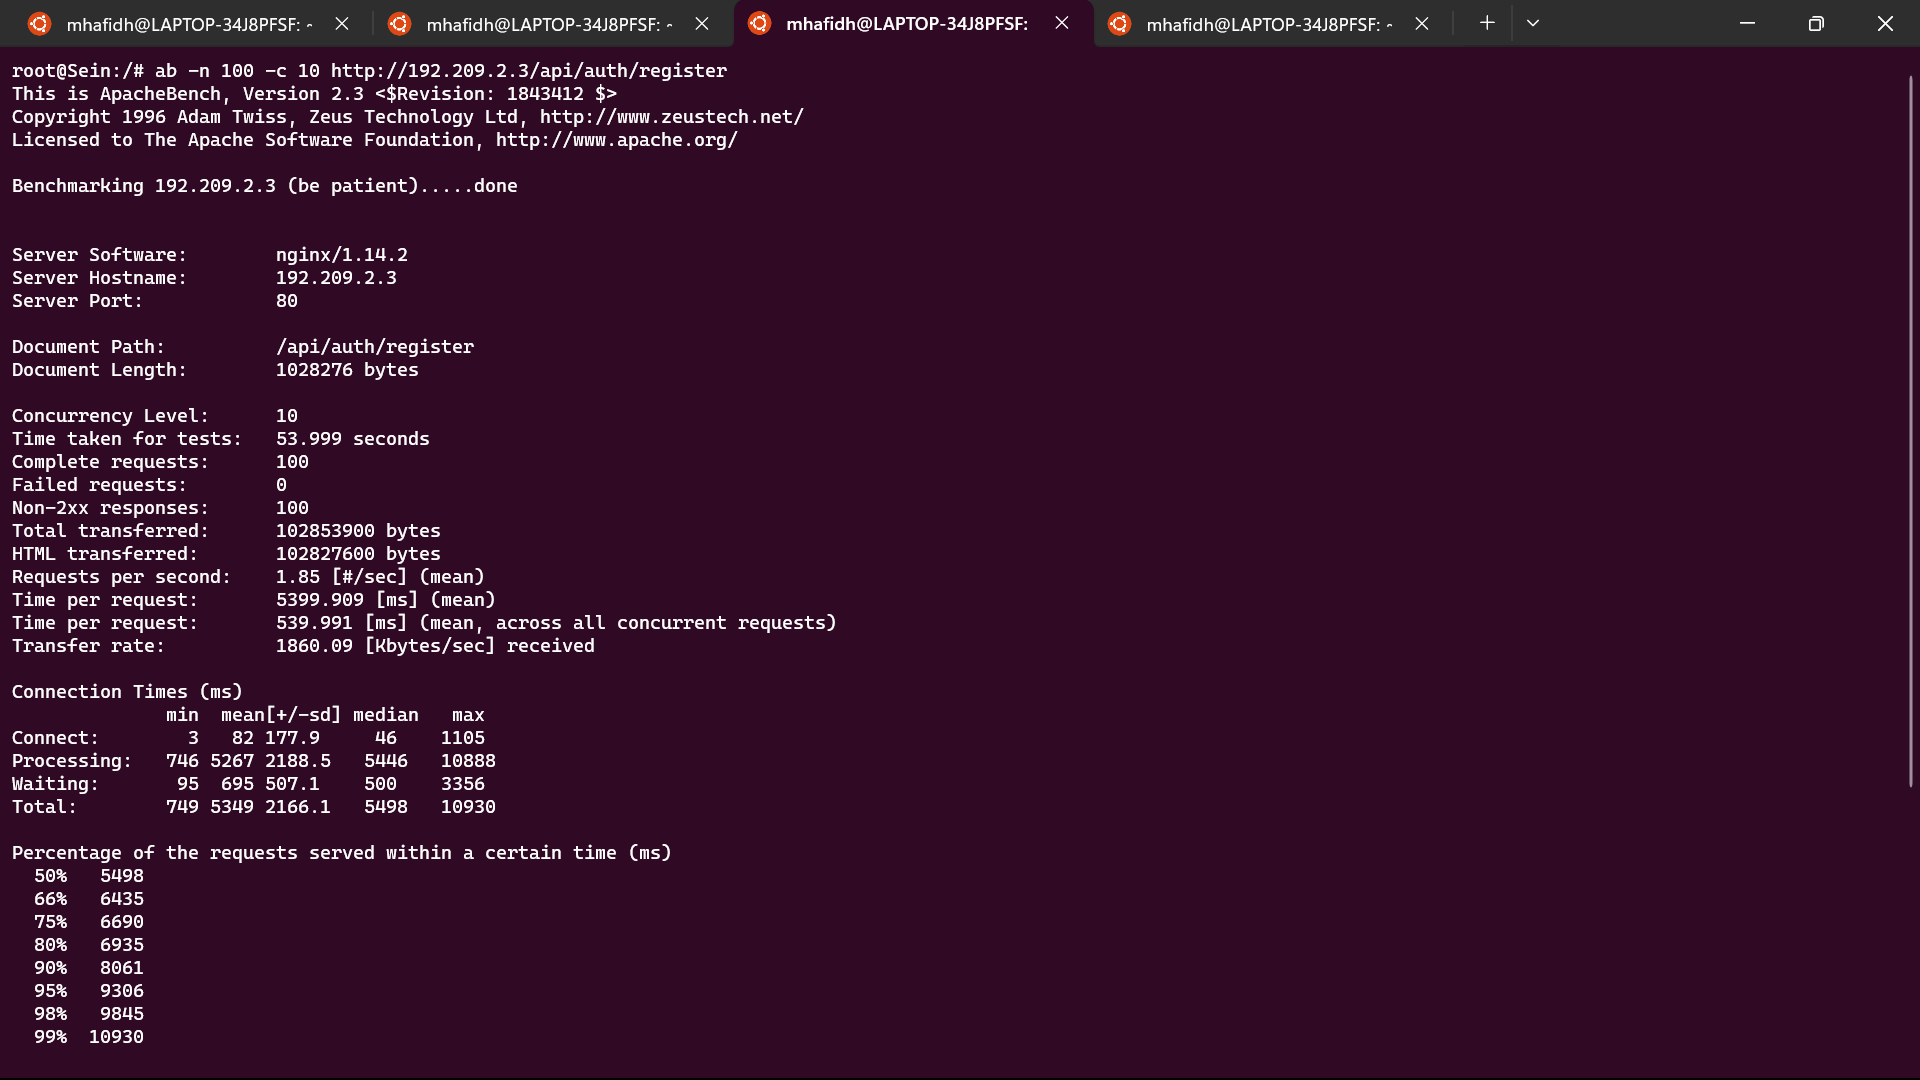 mhafidh@LAPTOP-34J8PFSF: ~
mhafidh@LAPTOP-34J8PFSF: ~
mhafidh@LAPTOP-34J8PFSF:
mhafidh@LAPTOP-34J8PFSF: ~
root@Sein:/# ab -n 100 -c 10 http://192.209.2.3/api/auth/register
This is ApacheBench, Version 2.3 <$Revision: 1843412 $>
Copyright 1996 Adam Twiss, Zeus Technology Ltd, http://www.zeustech.net/
Licensed to The Apache Software Foundation, http://www.apache.org/
Benchmarking 192.209.2.3 (be patient).....done
Server Software:        nginx/1.14.2
Server Hostname:        192.209.2.3
Server Port:            80
Document Path:          /api/auth/register
Document Length:        1028276 bytes
Concurrency Level:      10
Time taken for tests:   53.999 seconds
Complete requests:      100
Failed requests:        0
Non-2xx responses:      100
Total transferred:      102853900 bytes
HTML transferred:       102827600 bytes
Requests per second:    1.85 [#/sec] (mean)
Time per request:       5399.909 [ms] (mean)
Time per request:       539.991 [ms] (mean, across all concurrent requests)
Transfer rate:          1860.09 [Kbytes/sec] received
Connection Times (ms)
              min  mean[+/-sd] median   max
Connect:        3   82 177.9     46    1105
Processing:   746 5267 2188.5   5446   10888
Waiting:       95  695 507.1    500    3356
Total:        749 5349 2166.1   5498   10930
Percentage of the requests served within a certain time (ms)
  50%   5498
  66%   6435
  75%   6690
  80%   6935
  90%   8061
  95%   9306
  98%   9845
  99%  10930